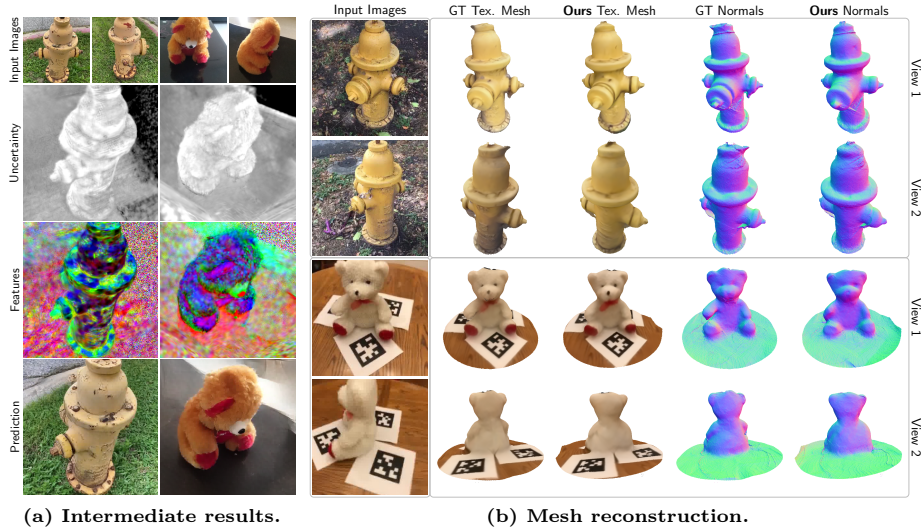 Input Images
Uncertainty
Features
Prediction
(a) Intermediate results.
Input Images
GT Tex. Mesh
Ours Tex. Mesh
GT Normals
Ours Normals
View 1
View 2
View 1
View 2
(b) Mesh reconstruction.